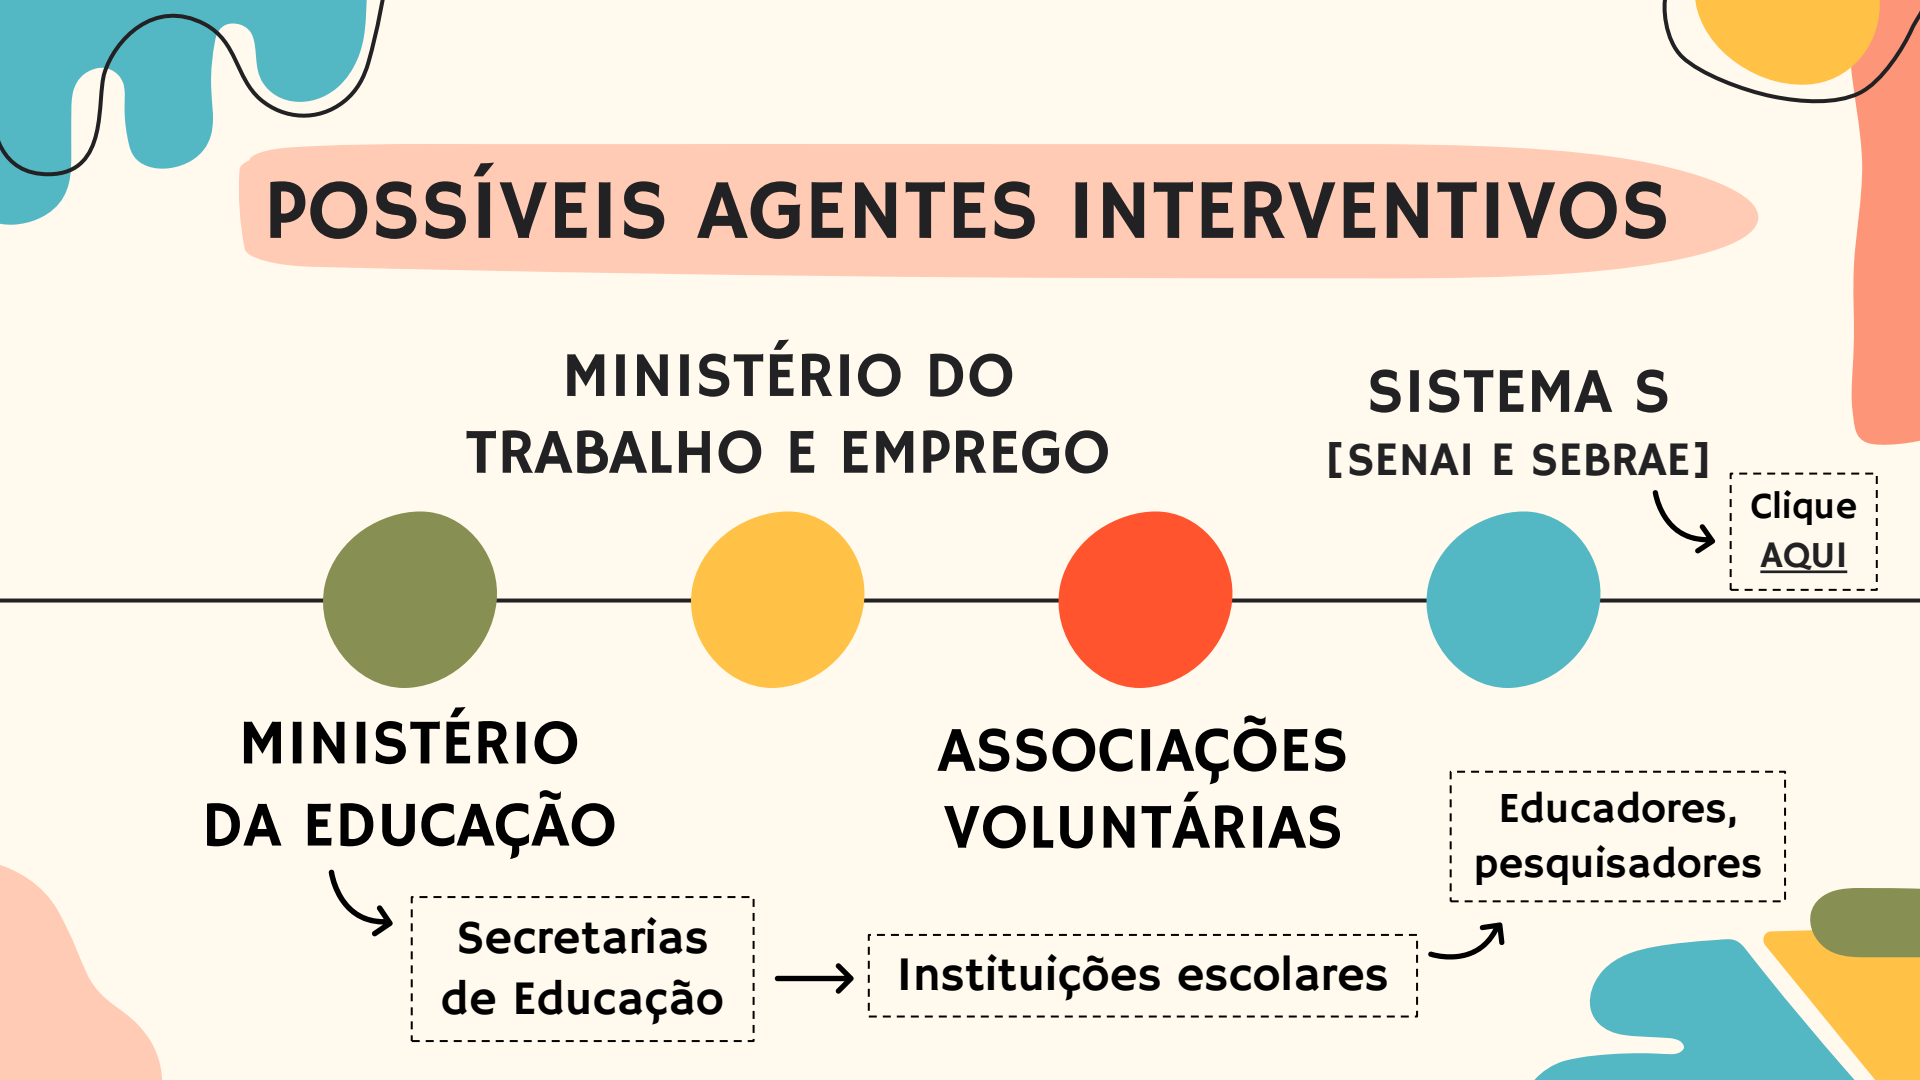 POSSÍVEIS AGENTES INTERVENTIVOS
MINISTÉRIO DO
TRABALHO E EMPREGO
SISTEMA S
[SENAI E SEBRAE]
Clique
AQUI
MINISTÉRIO
DA EDUCAÇÃO
ASSOCIAÇÕES
VOLUNTÁRIAS
Secretarias
de Educação
Instituições escolares
Educadores,
pesquisadores